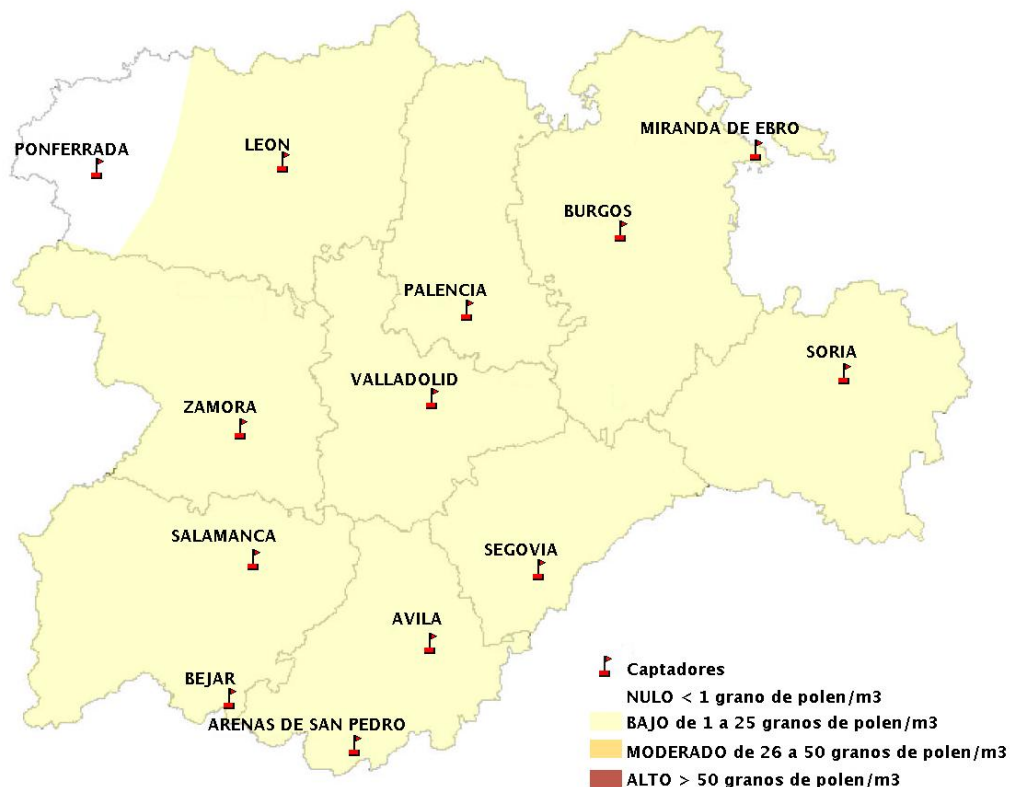 MIRANDA DE EBRO
PONFERRADA
LEON
BURGOS
PALENCIA
SORIA
VALLADOLID
ZAMORA
SALAMANCA
SEGOVIA
AVILA
BEJAR
ARENAS DE SAN PEDRO
Captadores
NULO < 1 grano de polen/m3
BAJO de 1 a 25 granos de polen/m3
MODERADO de 26 a 50 granos de polen/m3
ALTO > 50 granos de polen/m3